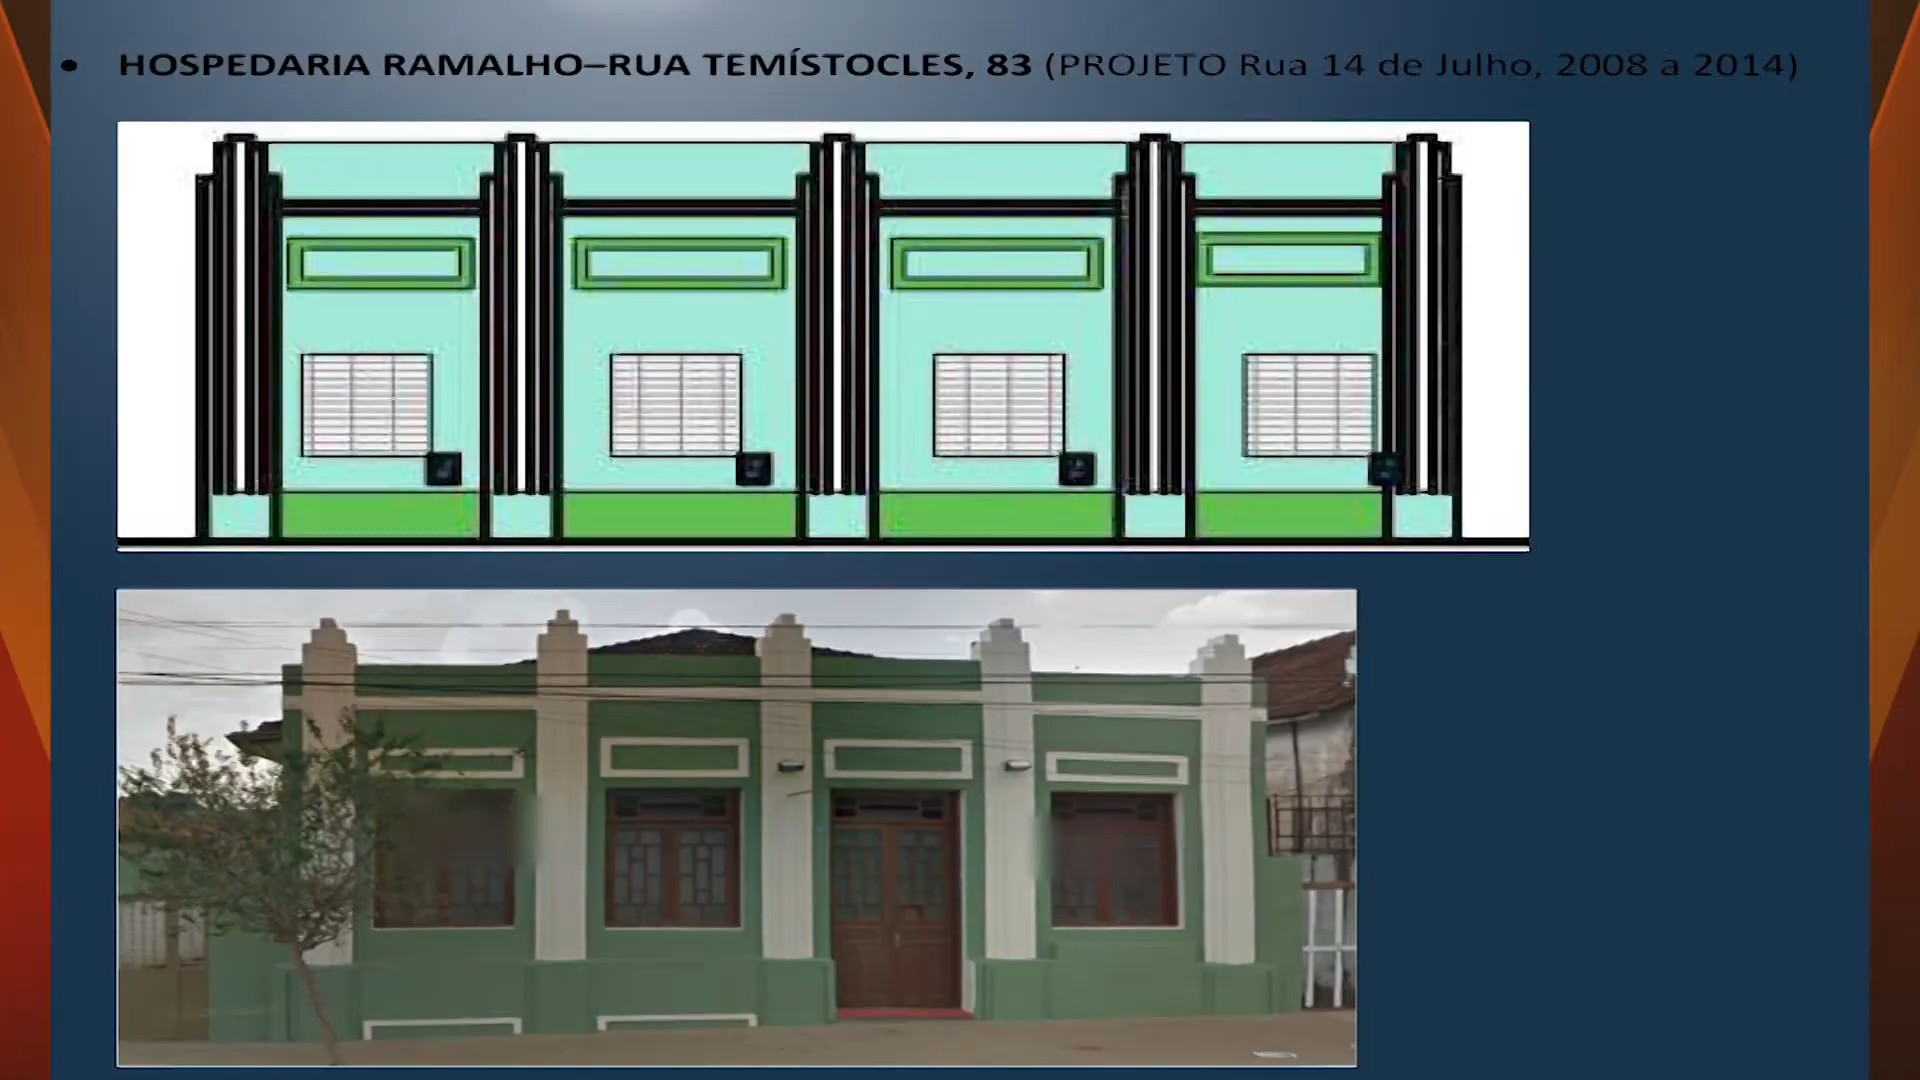 • HOSPEDARIA RAMALHO–RUA TEMÍSTOCLES, 83 (PROJETO Rua 14 de Julho, 2008 a 2014)